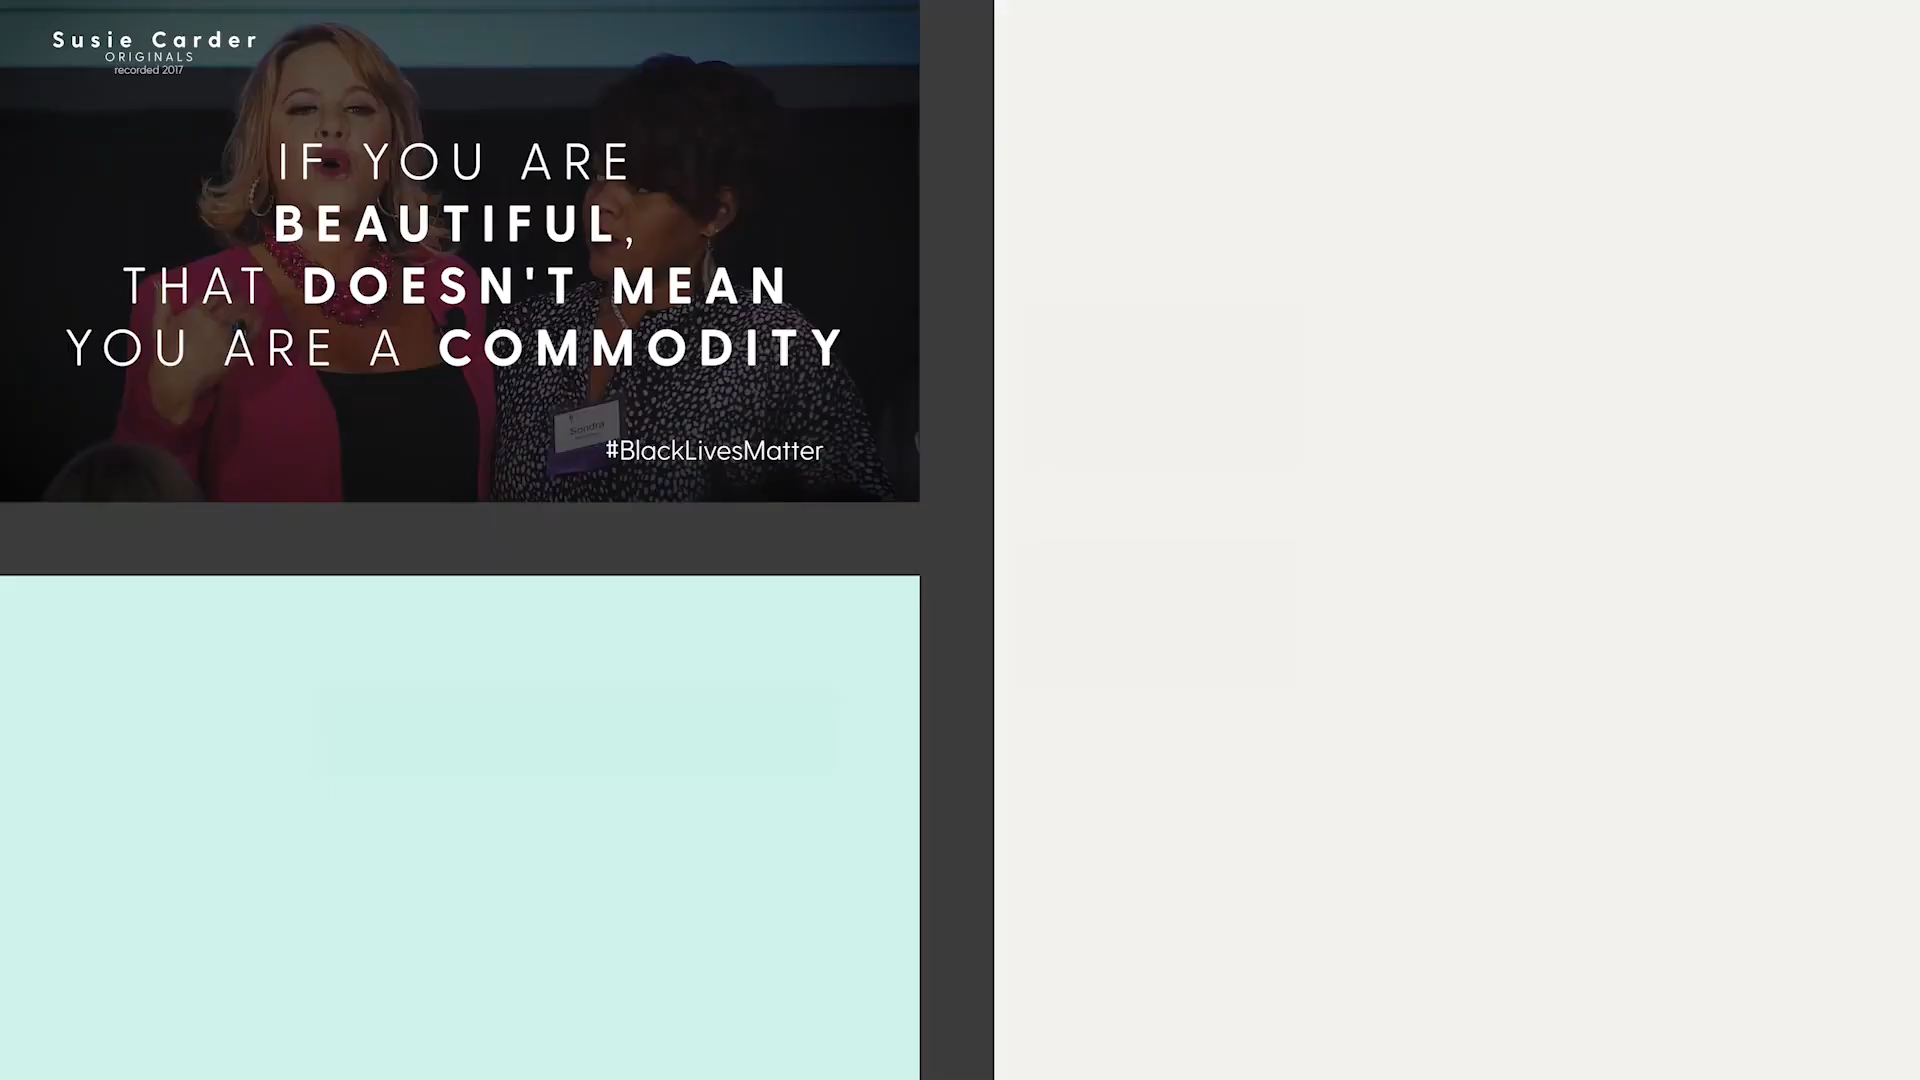 Susie Carder
ORIGINALS
recorded 2017
IF YOU ARE
BEAUTIFUL,
THAT DOESN'T MEAN
YOU ARE A COMMODITY
Sondra
#BlackLivesMatter